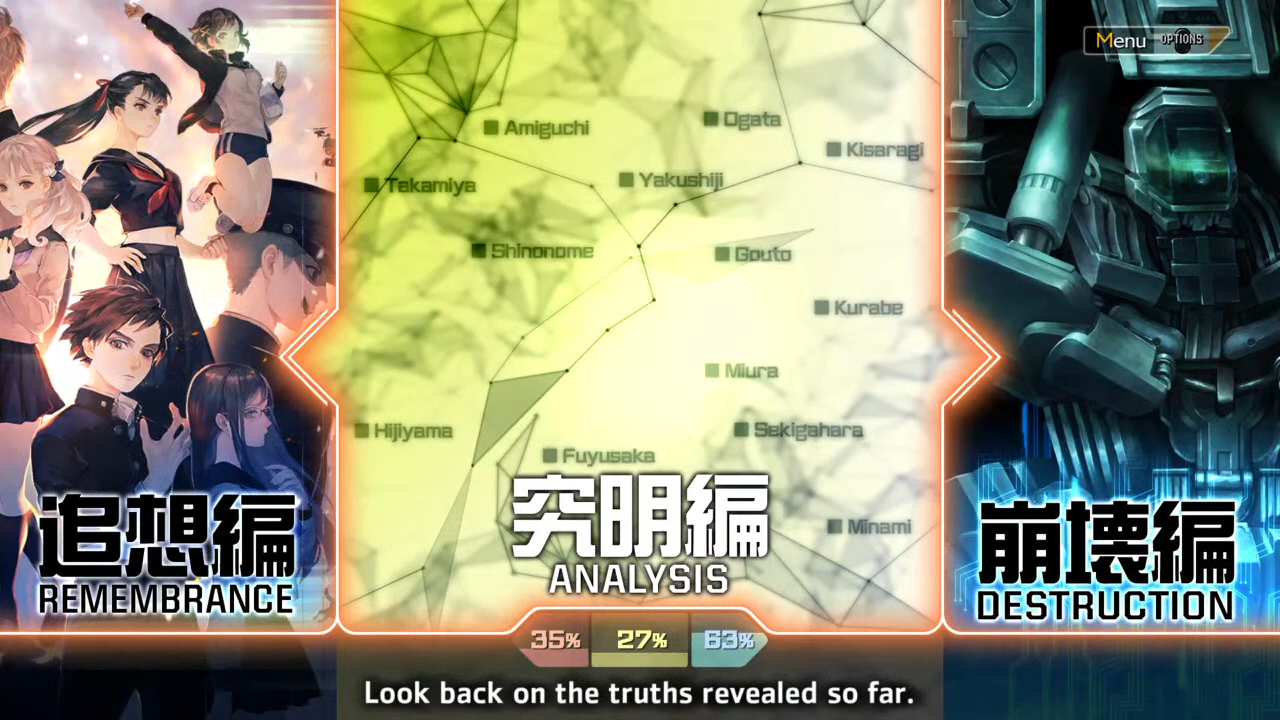 Menu OPTIONS
Amiguchi
Ogata
Kisaragi
Takamiya
Yakushiji
Shinonome
Gouto
Kurabe
Miura
Hijiyama
Sekigahara
Fuyusaka
Minami
追想編
REMEMBRANCE
究明編
ANALYSIS
崩壊編
DESTRUCTION
35% 27% 63%
Look back on the truths revealed so far.